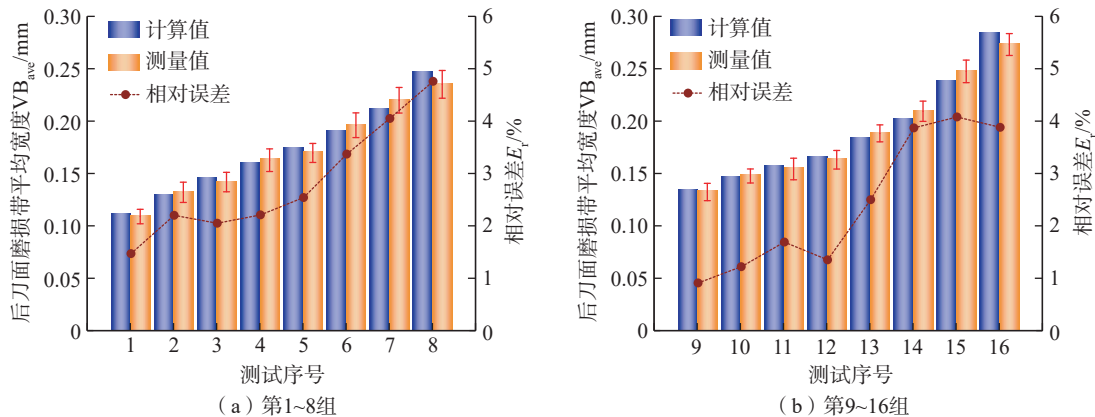 后刀面磨损带平均宽度VBave/mm
0.30
0.25
0.20
0.15
0.10
0.05
0
计算值
测量值
相对误差
6
5
4
3
2
1
0
相对误差Er/%
1 2 3 4 5 6 7 8
测试序号
(a)第1~8组
后刀面磨损带平均宽度VBave/mm
0.30
0.25
0.20
0.15
0.10
0.05
0
计算值
测量值
相对误差
6
5
4
3
2
1
0
相对误差Er/%
9 10 11 12 13 14 15 16
测试序号
(b)第9~16组